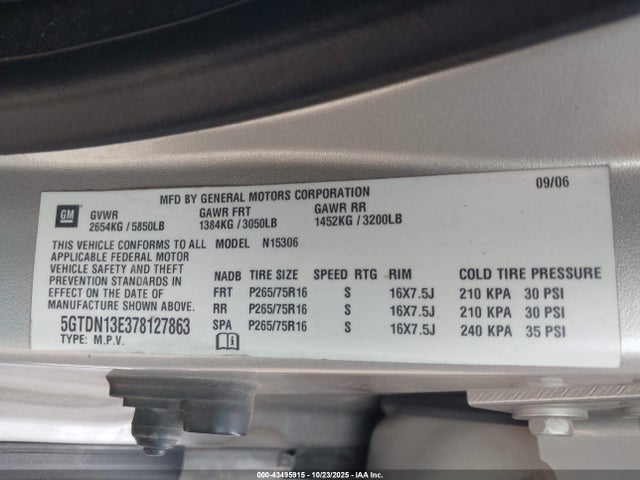 MFD BY GENERAL MOTORS CORPORATION 09/06
GM
GVWR GAWR FRT GAWR RR
2654KG / 5850LB 1384KG / 3050LB 1452KG / 3200LB
THIS VEHICLE CONFORMS TO ALL MODEL N15306
APPLICABLE FEDERAL MOTOR
VEHICLE SAFETY AND THEFT
PREVENTION STANDARDS IN
EFFECT ON THE DATE OF
MANUFACTURE SHOWN ABOVE.
5GTDN13E378127863
TYPE: M.P.V.
NADB TIRE SIZE SPEED RTG RIM COLD TIRE PRESSURE
FRT P265/75R16 S 16X7.5J 210 KPA 30 PSI
RR P265/75R16 S 16X7.5J 210 KPA 30 PSI
SPA P265/75R16 S 16X7.5J 240 KPA 35 PSI
000-43495915 - 10/23/2025 - IAA Inc.